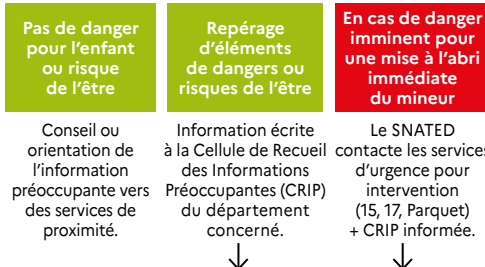 Pas de danger
pour l'enfant
ou risque
de l'être
Conseil ou
orientation de
l'information
préoccupante vers
des services de
proximité.
Repérage
d'éléments
de dangers ou
risques de l'être
Information écrite
à la Cellule de Recueil
des Informations
Préoccupantes (CRIP)
du département
concerné.
En cas de danger
imminent pour
une mise à l'abri
immédiate
du mineur
Le SNATED
contacte les services
d'urgence pour
intervention
(15, 17, Parquet)
+ CRIP informée.